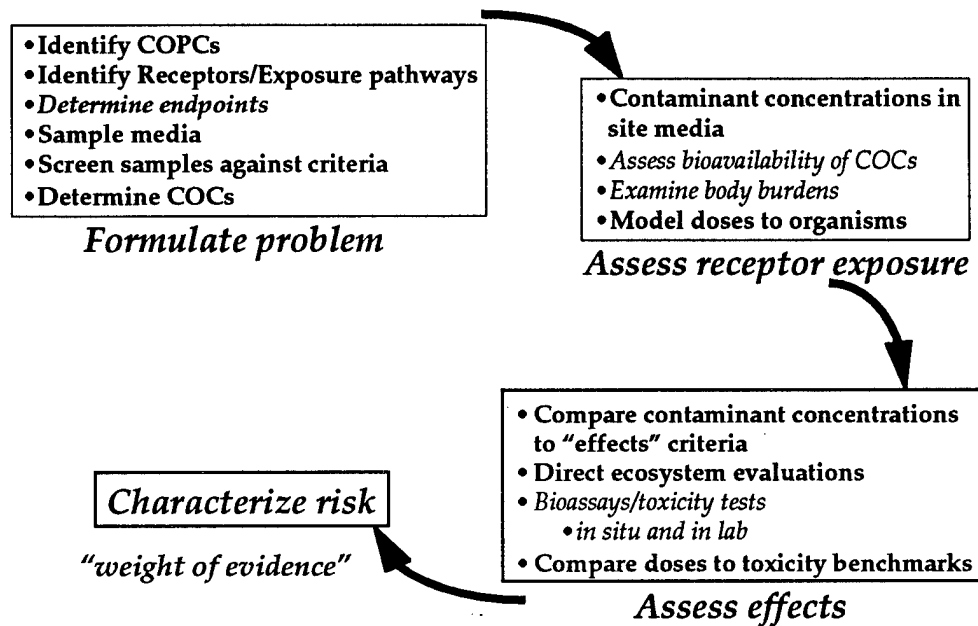 •Identify COPCs
•Identify Receptors/Exposure pathways
•Determine endpoints
•Sample media
•Screen samples against criteria
•Determine COCs
Formulate problem
•Contaminant concentrations in
site media
•Assess bioavailability of COCs
•Examine body burdens
•Model doses to organisms
Assess receptor exposure
•Compare contaminant concentrations
to “effects” criteria
•Direct ecosystem evaluations
•Bioassays/toxicity tests
•in situ and in lab
•Compare doses to toxicity benchmarks
Assess effects
Characterize risk
“weight of evidence”